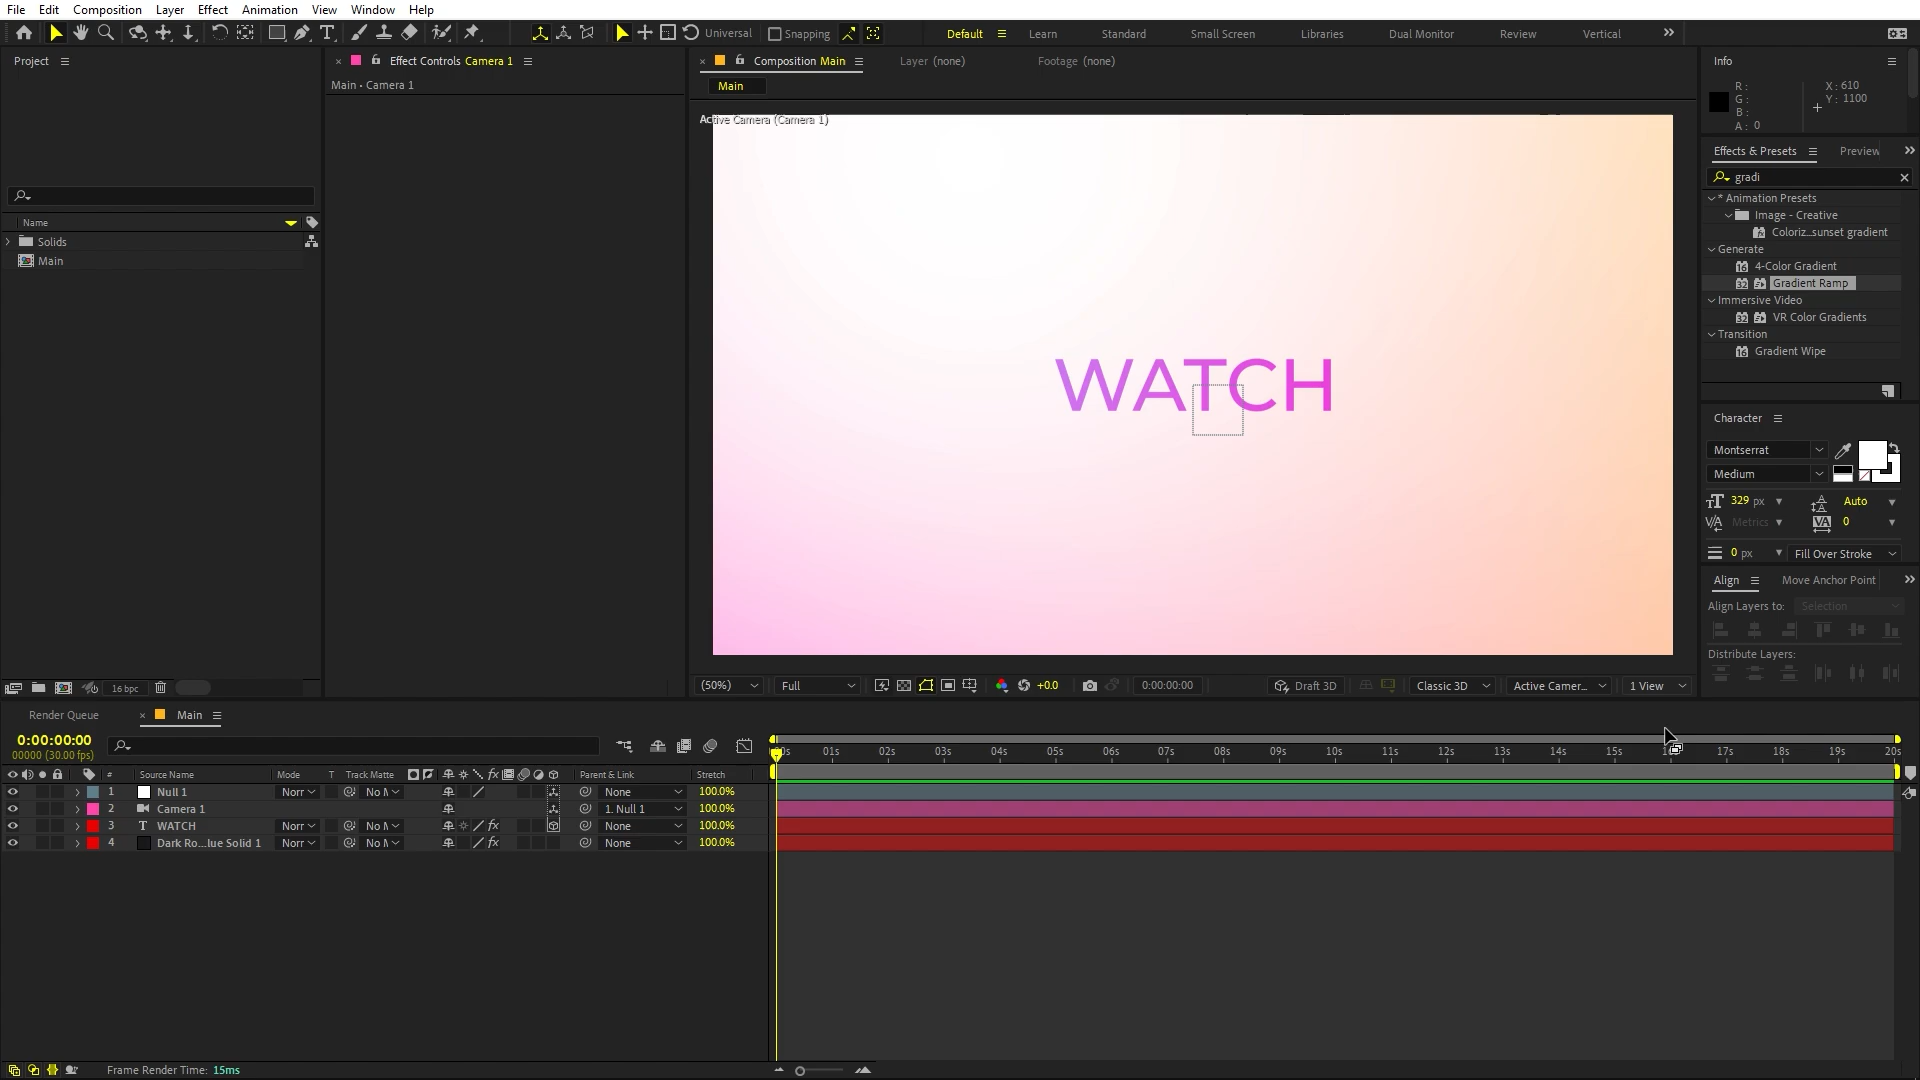 File Edit Composition Layer Effect Animation View Window Help
Universal Snapping Default Learn Standard Small Screen Libraries Dual Monitor Review Vertical
Project
Name
Solids
Main
16 bpc
Effect Controls Camera 1
Main • Camera 1
Composition Main Layer (none) Footage (none)
Main
Active Camera (Camera 1)
WATCH
(50%) Full +0.0 0:00:00:00 Draft 3D Classic 3D Active Camer... 1 View
Info
R : X : 610
G : Y : 1100
B :
A : 0
Effects & Presets Preview
gradi
* Animation Presets
Image - Creative
Coloriz...sunset gradient
Generate
4-Color Gradient
Gradient Ramp
Immersive Video
VR Color Gradients
Transition
Gradient Wipe
Character
Montserrat
Medium
329 px Auto
Metrics 0
0 px Fill Over Stroke
Align Move Anchor Point
Align Layers to: Selection
Distribute Layers:
Render Queue Main
0:00:00:00
00000 (30.00 fps)
# Source Name Mode T Track Matte Parent & Link Stretch
1 Null 1 Norr No M None 100.0%
2 Camera 1 1. Null 1 100.0%
3 T WATCH Norr No M None 100.0%
4 Dark Ro...lue Solid 1 Norr No M None 100.0%
01s 02s 03s 04s 05s 06s 07s 08s 09s 10s 11s 12s 13s 14s 15s 17s 18s 19s 20s
Frame Render Time: 15ms